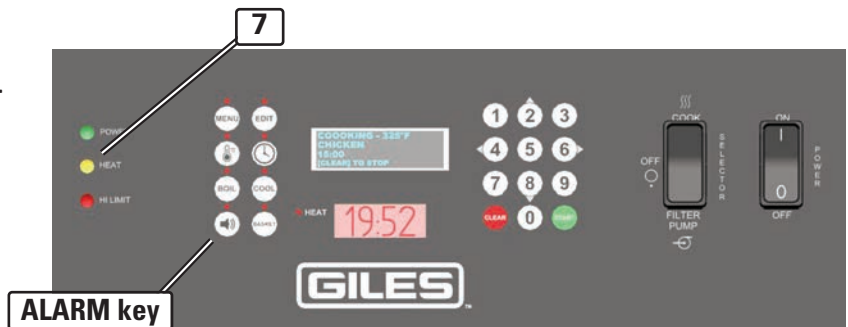 7
POWER
HEAT
HI LIMIT
MENU EDIT
BOIL COOL
BASKET
ALARM key
COOOKING - 325°F
CHICKEN
15:00
[CLEAR] TO STOP
HEAT 19:52
GILES
1 2 3
4 5 6
7 8 9
CLEAR 0 START
COOK
OFF
FILTER
PUMP
SELECTOR
ON
I
0
OFF
POWER